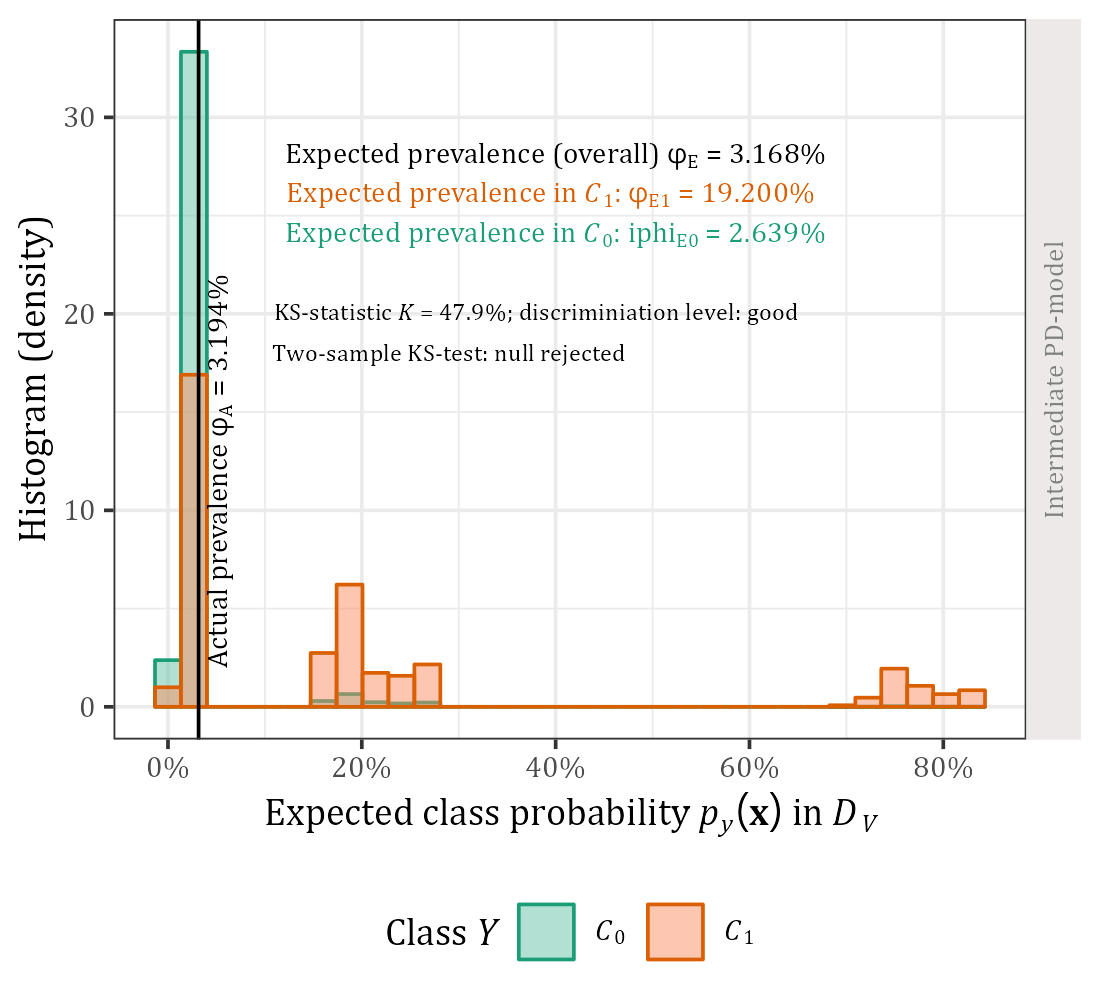 Expected prevalence (overall) φE = 3.168%
Expected prevalence in C1: φE1 = 19.200%
Expected prevalence in C0: iphiE0 = 2.639%
KS-statistic K = 47.9%; discriminiation level: good
Two-sample KS-test: null rejected
Actual prevalence φA = 3.194%
Histogram (density)
30
20
10
0
0% 20% 40% 60% 80%
Expected class probability py(x) in DV
Intermediate PD-model
Class Y C0 C1